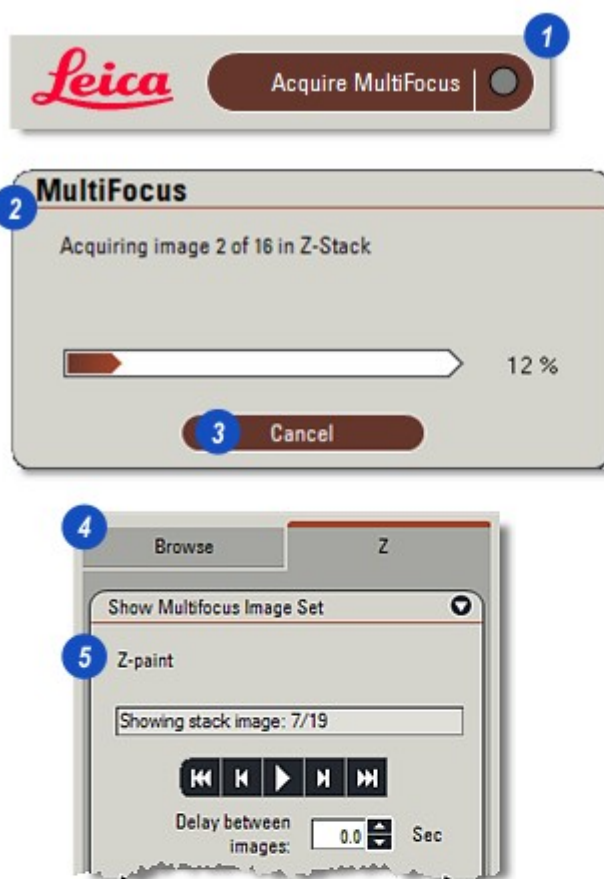 1
Leica
Acquire MultiFocus
2
MultiFocus
Acquiring image 2 of 16 in Z-Stack
12 %
3
Cancel
4
Browse
Z
Show Multifocus Image Set
5
Z-paint
Showing stack image: 7/19
Delay between
images:
0.0
Sec